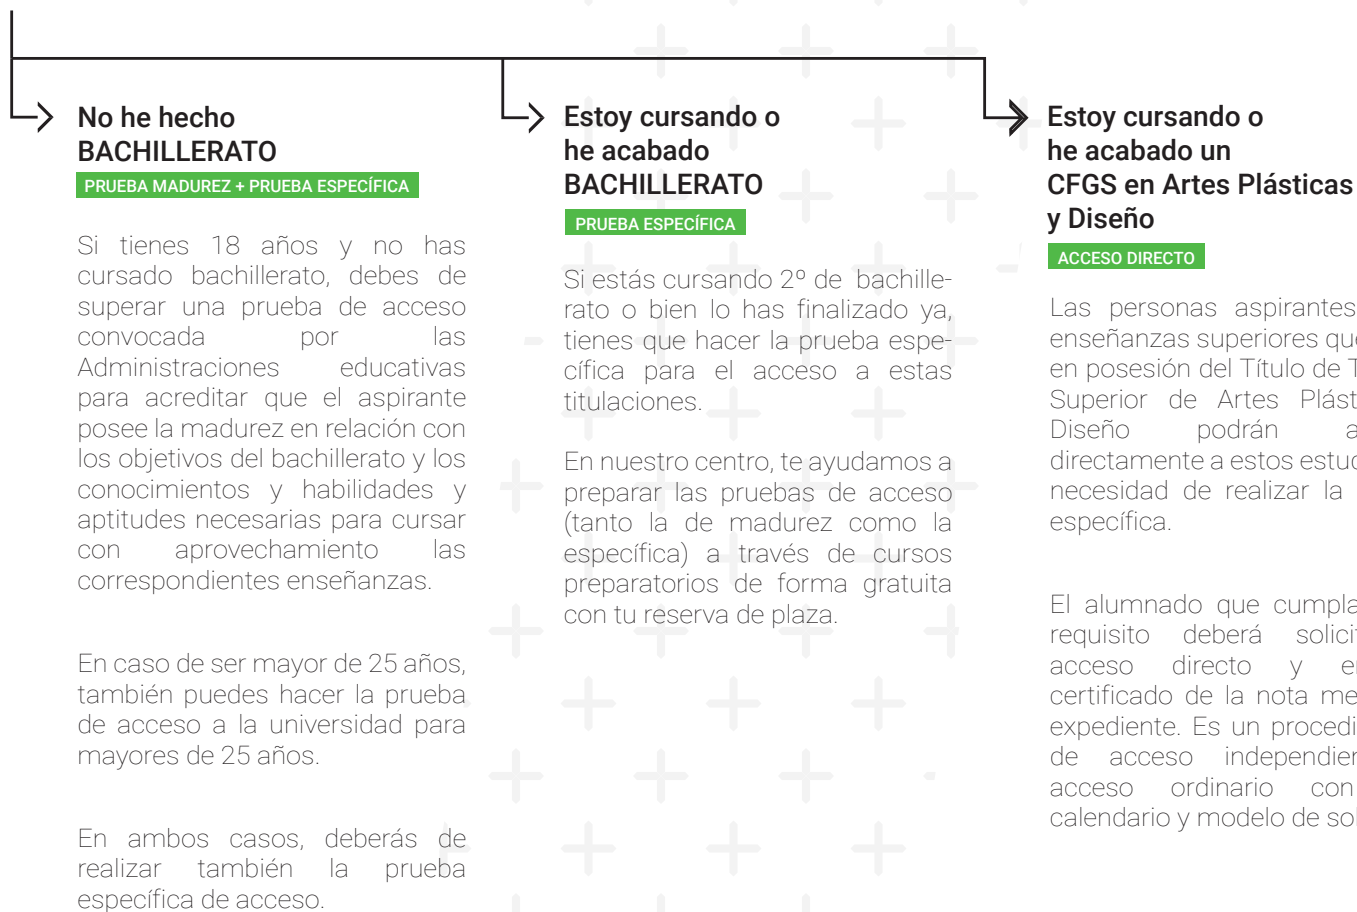 No he hecho
BACHILLERATO
PRUEBA MADUREZ + PRUEBA ESPECÍFICA
Si tienes 18 años y no has
cursado bachillerato, debes de
superar una prueba de acceso
convocada por las
Administraciones educativas
para acreditar que el aspirante
posee la madurez en relación con
los objetivos del bachillerato y los
conocimientos y habilidades y
aptitudes necesarias para cursar
con aprovechamiento las
correspondientes enseñanzas.
En caso de ser mayor de 25 años,
también puedes hacer la prueba
de acceso a la universidad para
mayores de 25 años.
En ambos casos, deberás de
realizar también la prueba
específica de acceso.
Estoy cursando o
he acabado
BACHILLERATO
PRUEBA ESPECÍFICA
Si estás cursando 2º de bachille-
rato o bien lo has finalizado ya,
tienes que hacer la prueba espe-
cífica para el acceso a estas
titulaciones.
En nuestro centro, te ayudamos a
preparar las pruebas de acceso
(tanto la de madurez como la
específica) a través de cursos
preparatorios de forma gratuita
con tu reserva de plaza.
Estoy cursando o
he acabado un
CFGS en Artes Plásticas
y Diseño
ACCESO DIRECTO
Las personas aspirantes
enseñanzas superiores
en posesión del Título de
Superior de Artes
Diseño podrán
directamente a estos
necesidad de realizar la
específica.
El alumnado que
requisito deberá
acceso directo y
certificado de la nota
expediente. Es un
de acceso
acceso ordinario con
calendario y modelo de